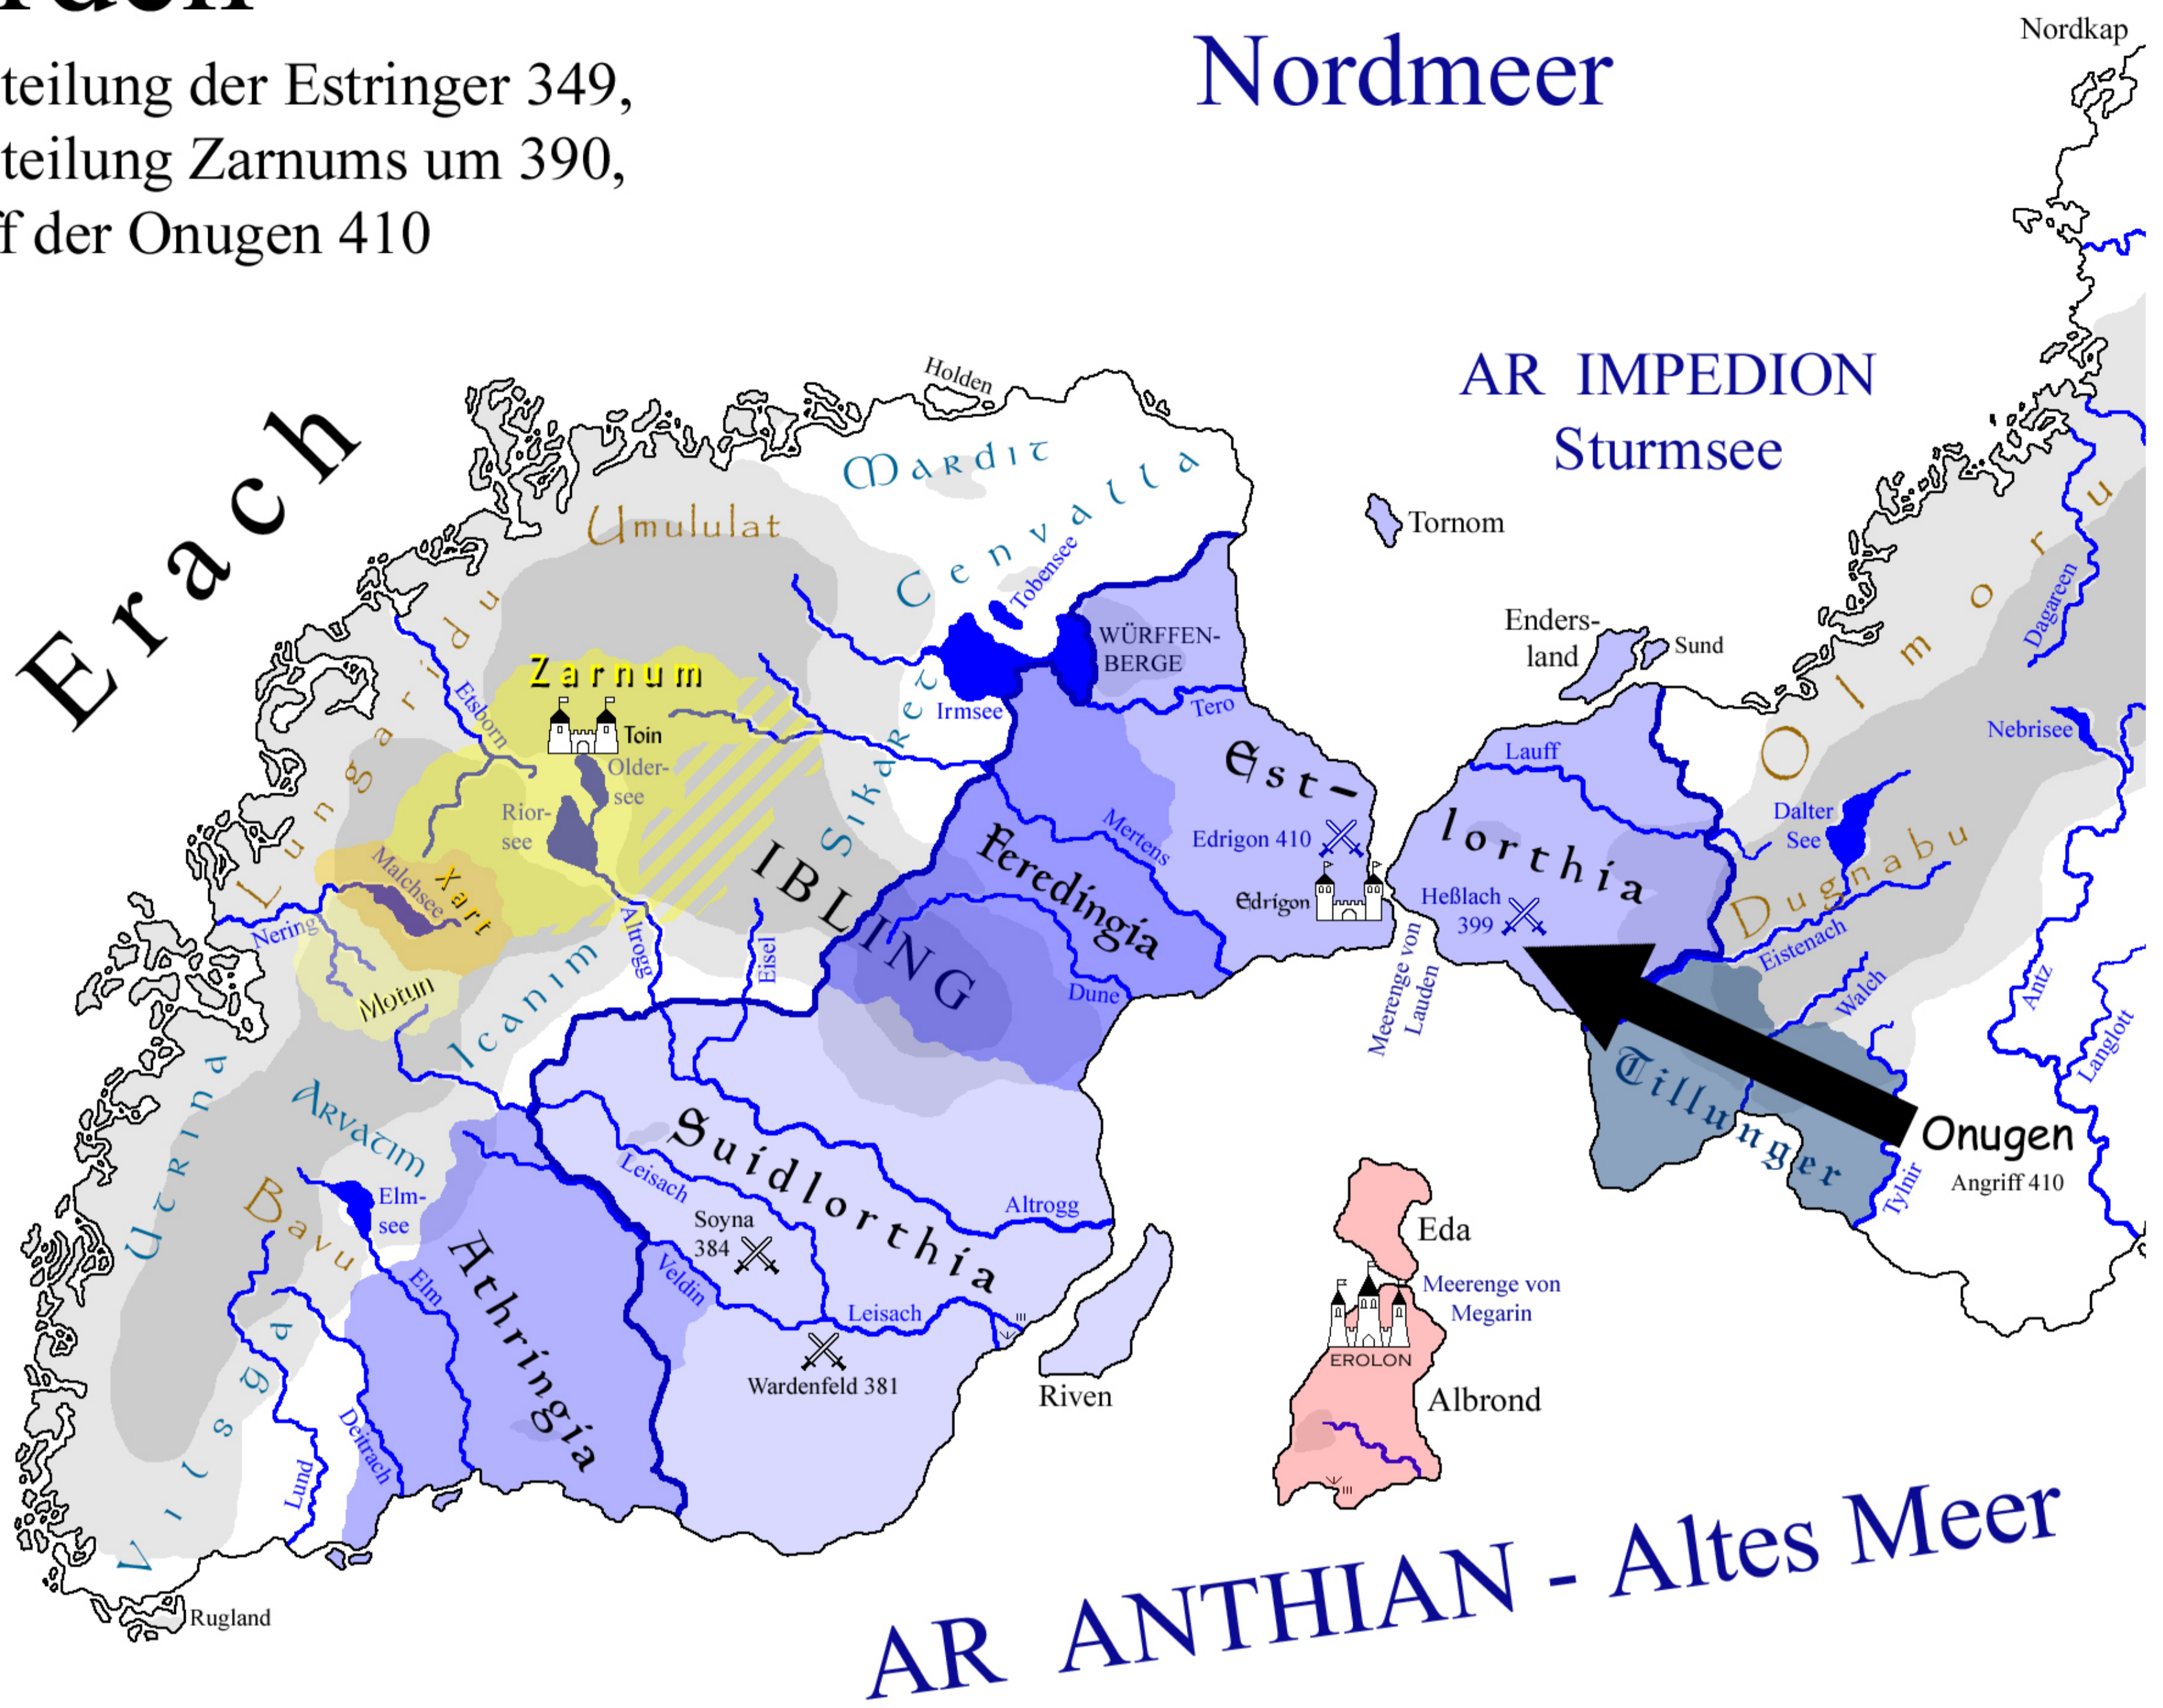 teilung der Estringer 349,
teilung Zarnums um 390,
ff der Onugen 410
Nordmeer
Nordkap
Erach
AR IMPEDION
Sturmsee
Holden
Mardit
Cenvalla
Umululat
Tobensee
Tornom
Enders-
land
Sund
Olmoru
Dagareen
Lungaridu
Etsborn
Zarnum
Toin
Older-
see
Rior-
see
Sikaret
Irmsee
WÜRFFEN-
BERGE
Tero
Est-
lorthia
Lauff
Nebrisee
Dalter
See
Dugnabu
Malchsee
Xart
Nering
Motun
Icanim
Altrogg
Eisel
IBLING
Feredingia
Mertens
Dune
Edrigon 410
Edrigon
Heßlach
399
Meerenge von
Lauden
Eistenach
Walch
Antz
Langlott
Tillunger
Onugen
Angriff 410
Tylnir
Utrina
Arvatim
Bavu
Elm-
see
Elm
Athringia
Suidlorthia
Leisach
Soyna
384
Veldin
Altrogg
Leisach
Wardenfeld 381
Riven
Eda
Meerenge von
Megarin
EROLON
Albrond
Vilsga
Lund
Deitrach
Rugland
AR ANTHIAN - Altes Meer